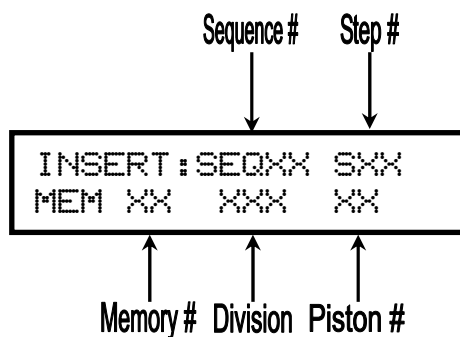 Sequence # Step #
INSERT:SEQXX SXX
MEM XX XXX XX
Memory # Division Piston #